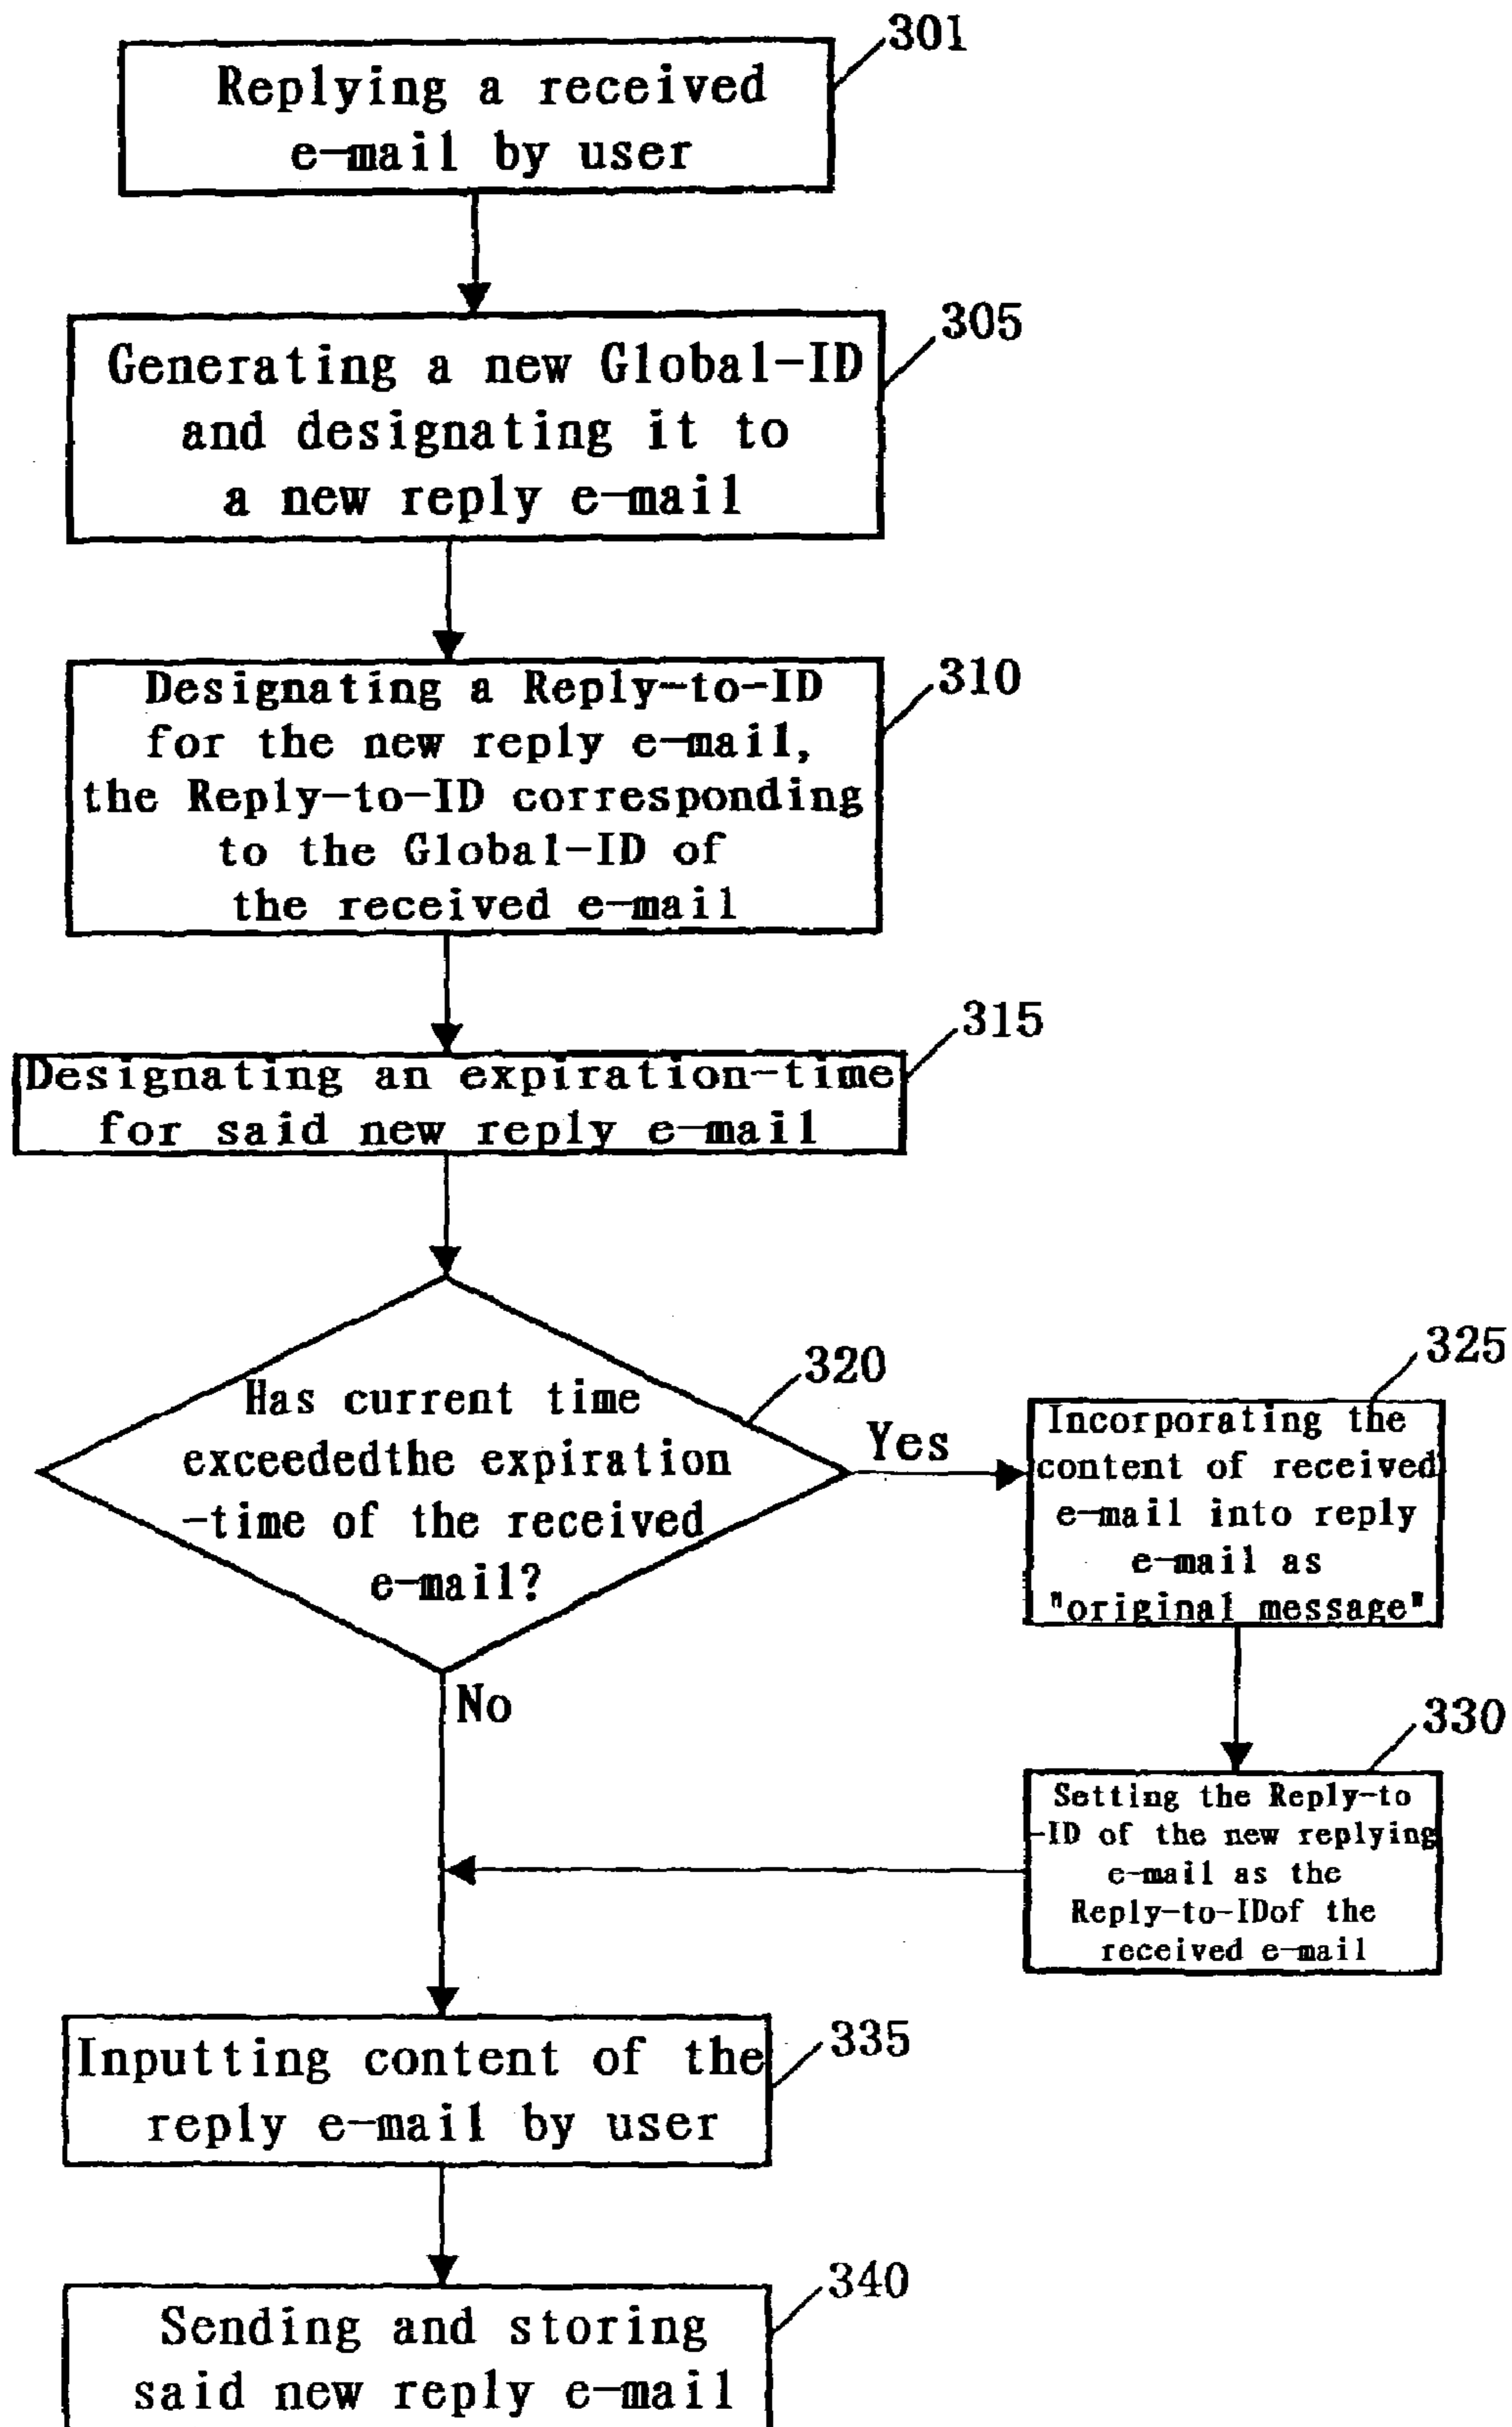 301
Replying a received
e-mail by user
305
Generating a new Global-ID
and designating it to
a new reply e-mail
310
Designating a Reply-to-ID
for the new reply e-mail,
the Reply-to-ID corresponding
to the Global-ID of
the received e-mail
315
Designating an expiration-time
for said new reply e-mail
320
Has current time
exceededthe expiration
-time of the received
e-mail?
Yes
325
Incorporating the
content of received
e-mail into reply
e-mail as
"original message"
No
330
Setting the Reply-to
-ID of the new replying
e-mail as the
Reply-to-IDof the
received e-mail
335
Inputting content of the
reply e-mail by user
340
Sending and storing
said new reply e-mail